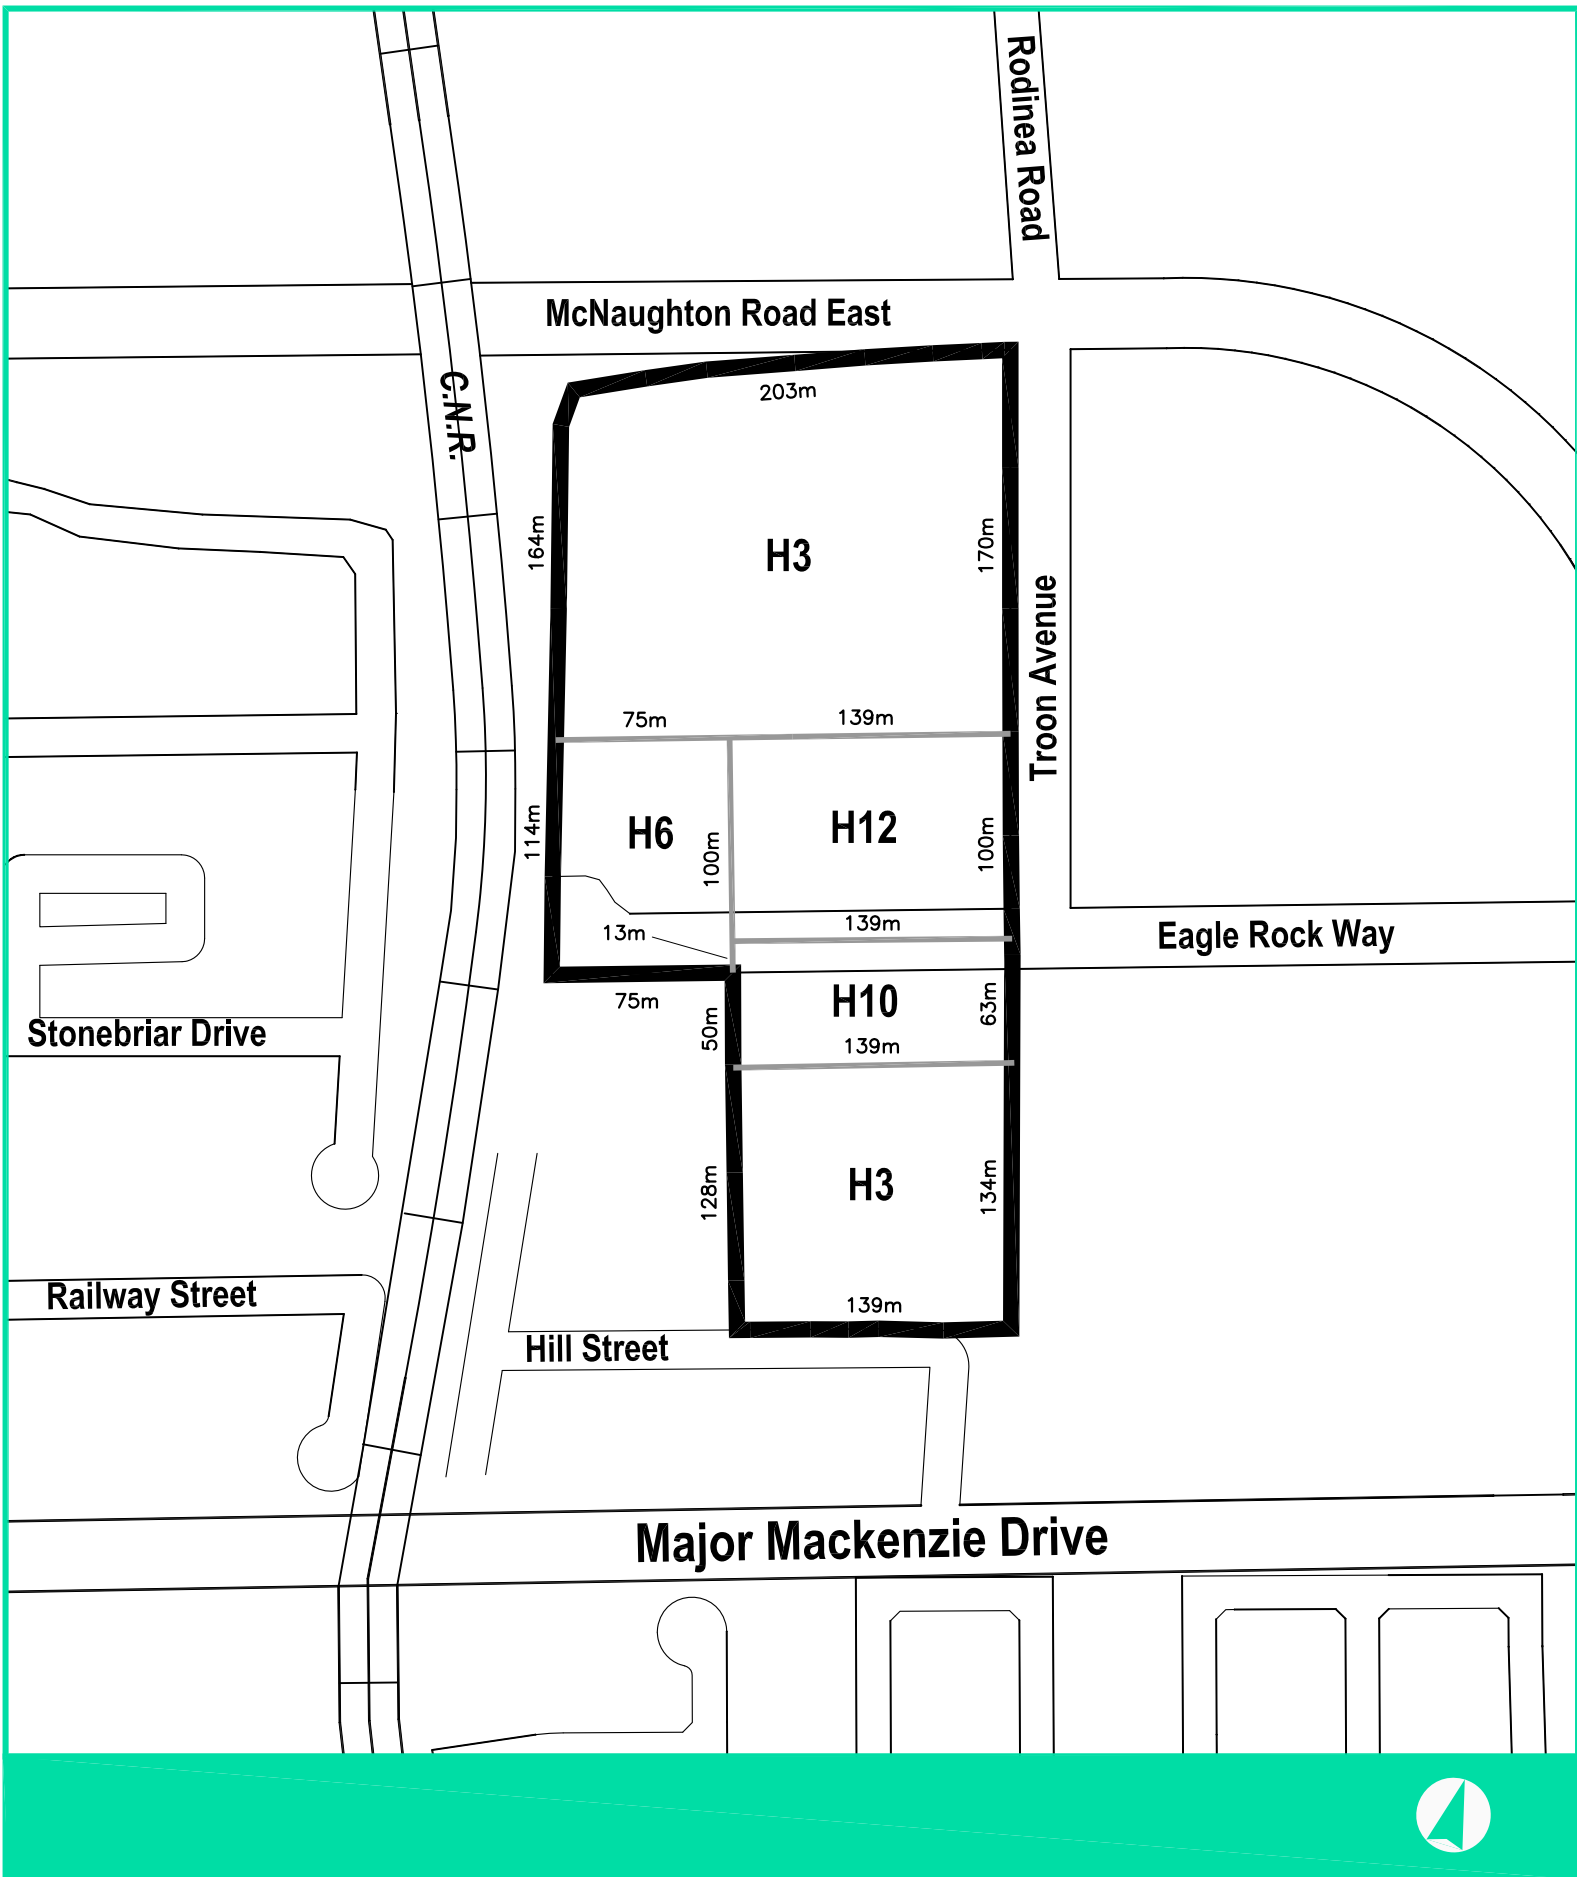 Rodinea Road
McNaughton Road East
C.N.R.
203m
164m
H3
170m
Troon Avenue
75m
139m
114m
H6
100m
H12
100m
13m
139m
Eagle Rock Way
75m
50m
H10
63m
139m
Stonebriar Drive
128m
H3
134m
Railway Street
139m
Hill Street
Major Mackenzie Drive